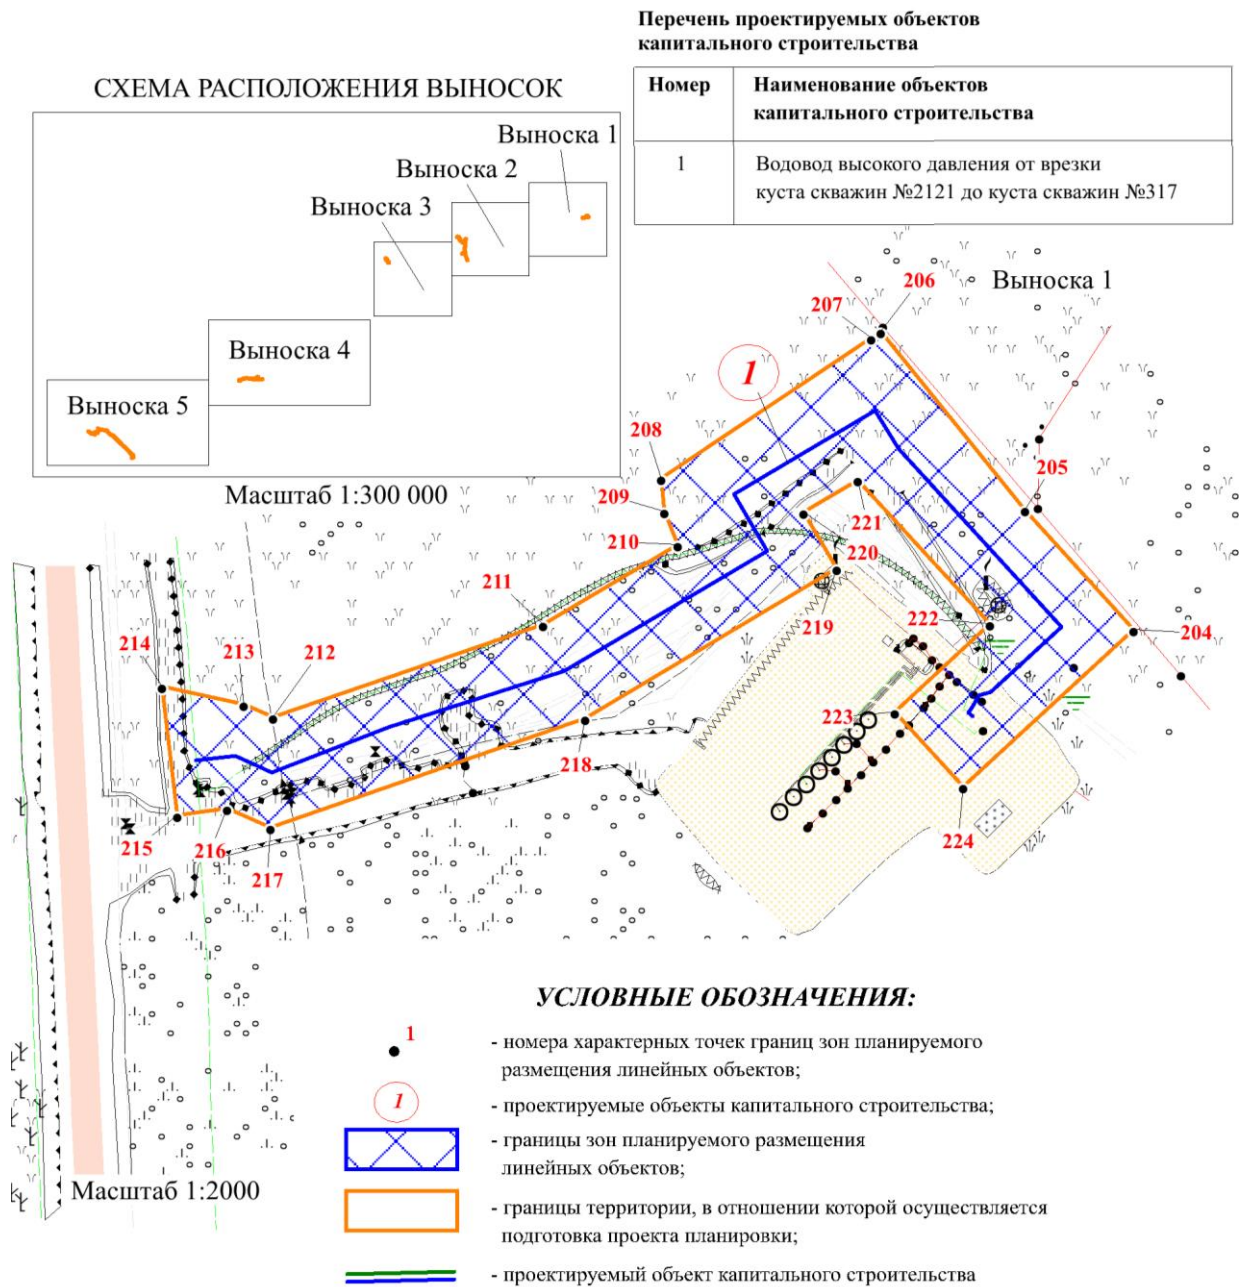 Перечень проектируемых объектов
капитального строительства
Номер
Наименование объектов
капитального строительства
1
Водовод высокого давления от врезки
куста скважин №2121 до куста скважин №317
СХЕМА РАСПОЛОЖЕНИЯ ВЫНОСОК
Выноска 1
Выноска 2
Выноска 3
Выноска 4
Выноска 5
Масштаб 1:300 000
Выноска 1
206
207
1
208
205
209
221
210
220
211
222
204
219
214
213
212
223
218
215
216
224
217
Масштаб 1:2000
УСЛОВНЫЕ ОБОЗНАЧЕНИЯ:
1
- номера характерных точек границ зон планируемого
размещения линейных объектов;
1
- проектируемые объекты капитального строительства;
- границы зон планируемого размещения
линейных объектов;
- границы территории, в отношении которой осуществляется
подготовка проекта планировки;
- проектируемый объект капитального строительства